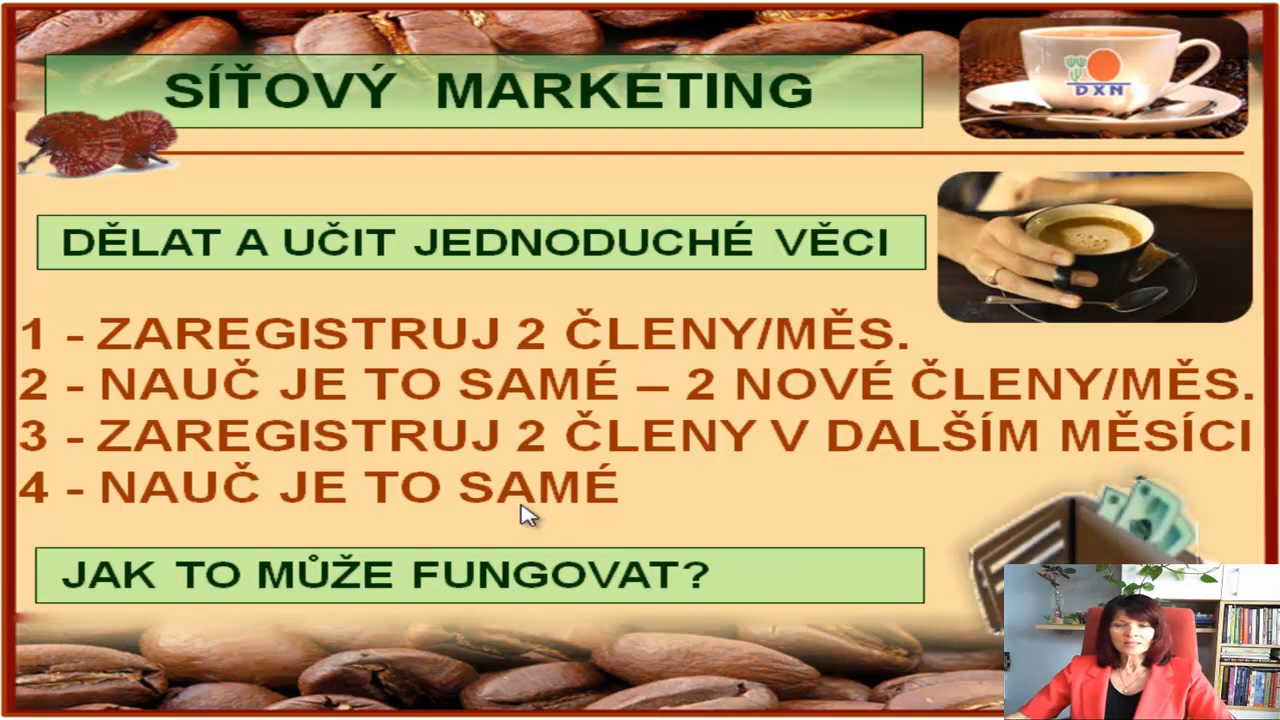 SÍŤOVÝ MARKETING
DXN
DĚLAT A UČIT JEDNODUCHÉ VĚCI
1 - ZAREGISTRUJ 2 ČLENY/MĚS.
2 - NAUČ JE TO SAMÉ – 2 NOVÉ ČLENY/MĚS.
3 - ZAREGISTRUJ 2 ČLENY V DALŠÍM MĚSÍCI
4 - NAUČ JE TO SAMÉ
JAK TO MŮŽE FUNGOVAT?